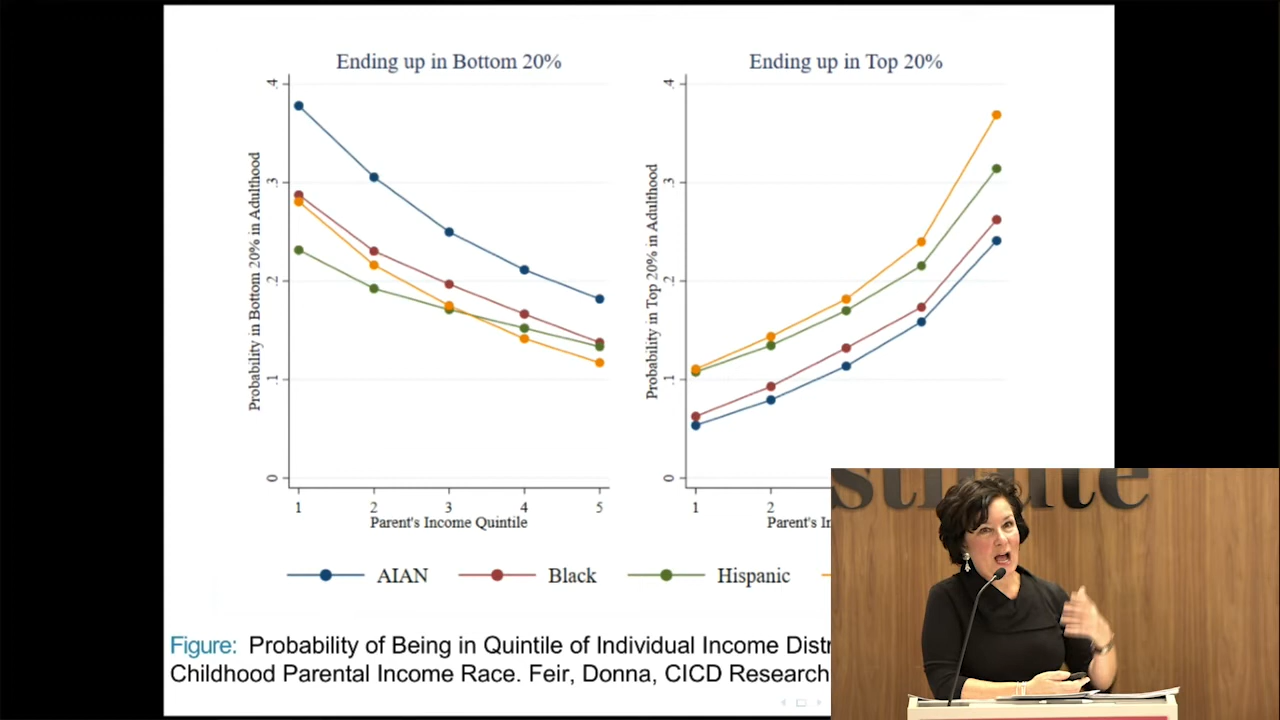 Ending up in Bottom 20%
Probability in Bottom 20% in Adulthood
.4
.3
.2
.1
0
1 2 3 4 5
Parent's Income Quintile
Ending up in Top 20%
Probability in Top 20% in Adulthood
.4
.3
.2
.1
0
1 2
Parent's
AIAN Black Hispanic
Figure: Probability of Being in Quintile of Individual Income
Childhood Parental Income Race. Feir, Donna, CICD Research